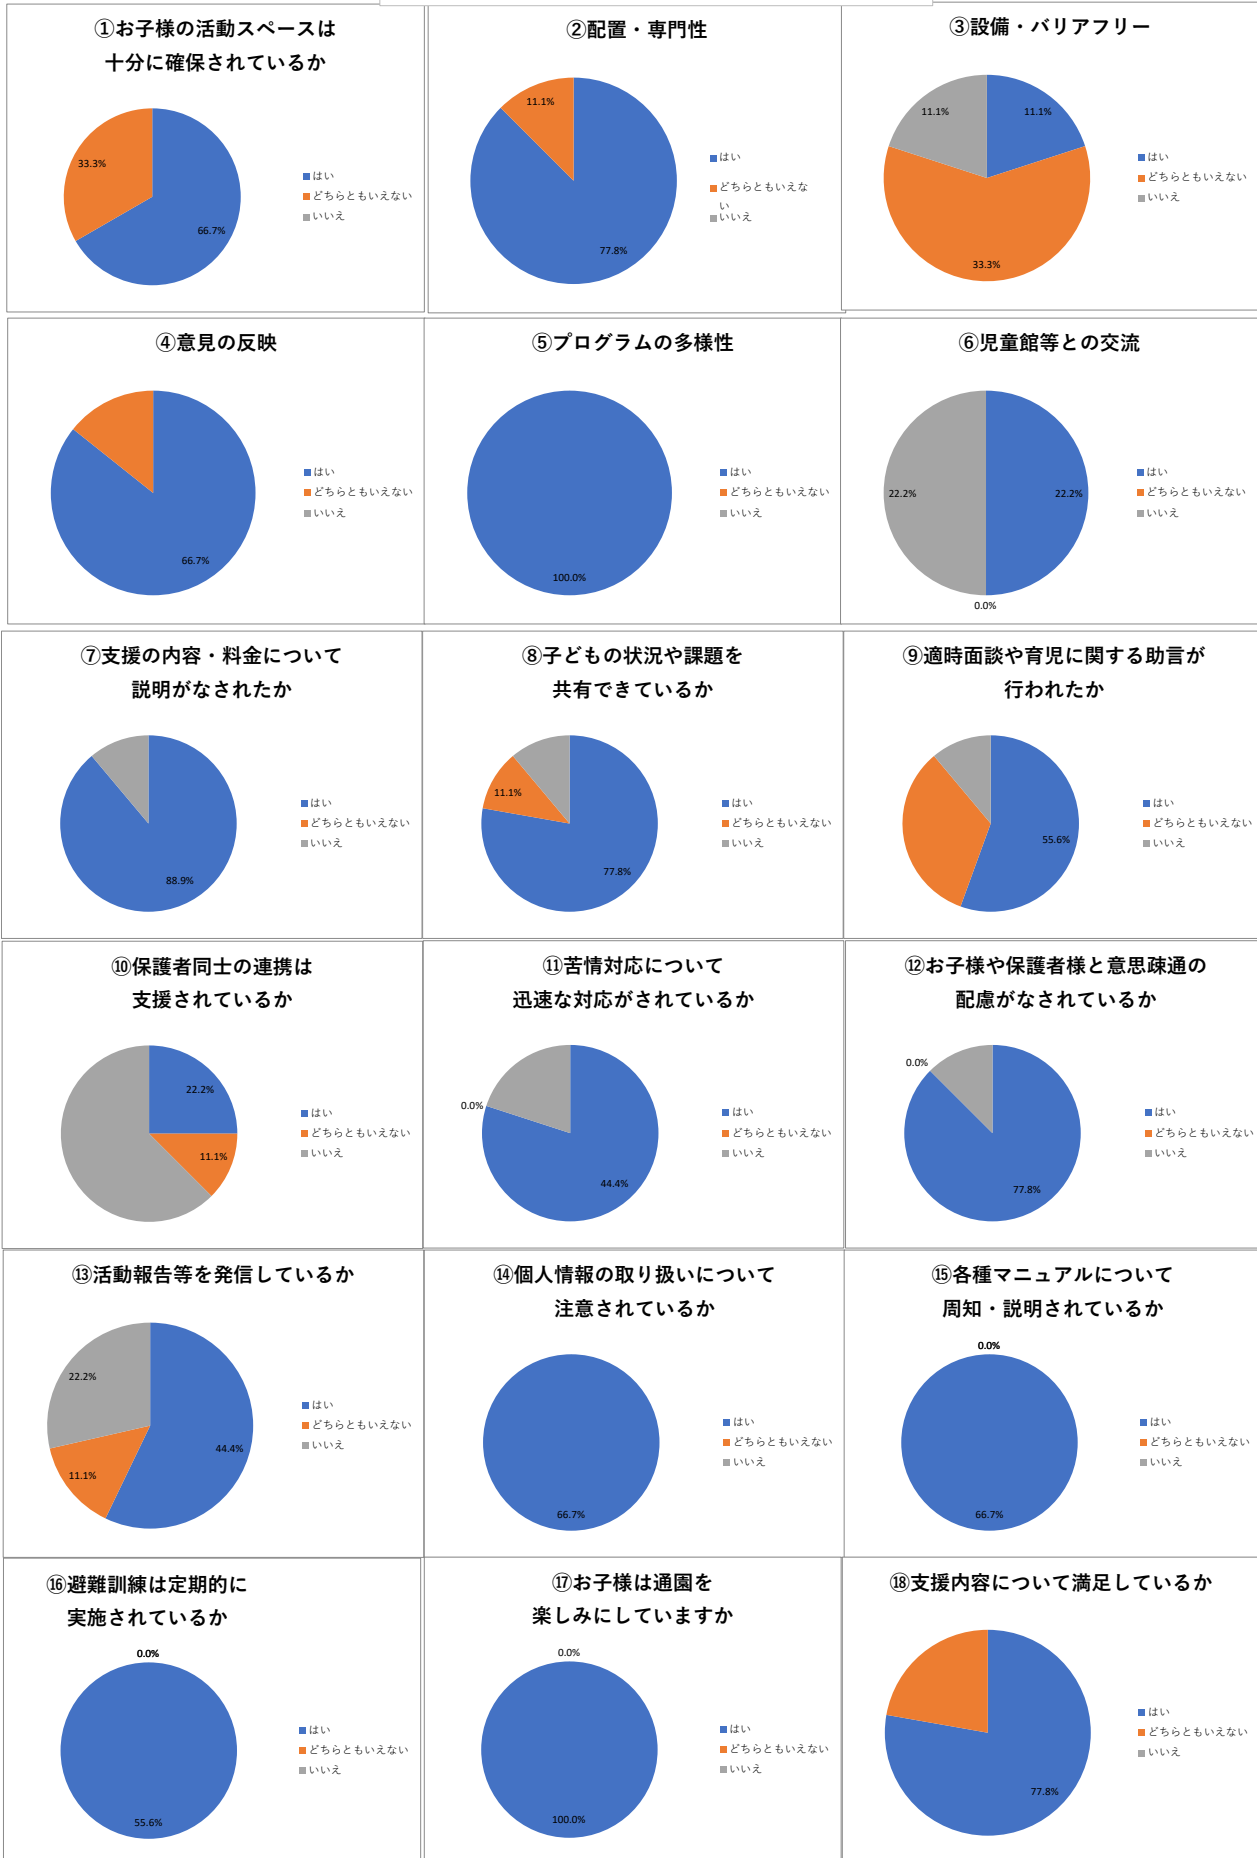 ①お子様の活動スペースは
十分に確保されているか
33.3%
66.7%
はい
どちらともいえない
いいえ
②配置・専門性
11.1%
77.8%
はい
どちらともいえな
い
いいえ
③設備・バリアフリー
11.1%
11.1%
33.3%
はい
どちらともいえない
いいえ
④意見の反映
66.7%
はい
どちらともいえない
いいえ
⑤プログラムの多様性
100.0%
はい
どちらともいえない
いいえ
⑥児童館等との交流
22.2%
22.2%
0.0%
はい
どちらともいえない
いいえ
⑦支援の内容・料金について
説明がなされたか
88.9%
はい
どちらともいえない
いいえ
⑧子どもの状況や課題を
共有できているか
11.1%
77.8%
はい
どちらともいえない
いいえ
⑨適時面談や育児に関する助言が
行われたか
55.6%
はい
どちらともいえない
いいえ
⑩保護者同士の連携は
支援されているか
22.2%
11.1%
はい
どちらともいえない
いいえ
⑪苦情対応について
迅速な対応がされているか
0.0%
44.4%
はい
どちらともいえない
いいえ
⑫お子様や保護者様と意思疎通の
配慮がなされているか
0.0%
77.8%
はい
どちらともいえない
いいえ
⑬活動報告等を発信しているか
22.2%
44.4%
11.1%
はい
どちらともいえない
いいえ
⑭個人情報の取り扱いについて
注意されているか
66.7%
はい
どちらともいえない
いいえ
⑮各種マニュアルについて
周知・説明されているか
0.0%
66.7%
はい
どちらともいえない
いいえ
⑯避難訓練は定期的に
実施されているか
0.0%
55.6%
はい
どちらともいえない
いいえ
⑰お子様は通園を
楽しみにしていますか
0.0%
100.0%
はい
どちらともいえない
いいえ
⑱支援内容について満足しているか
77.8%
はい
どちらともいえない
いいえ